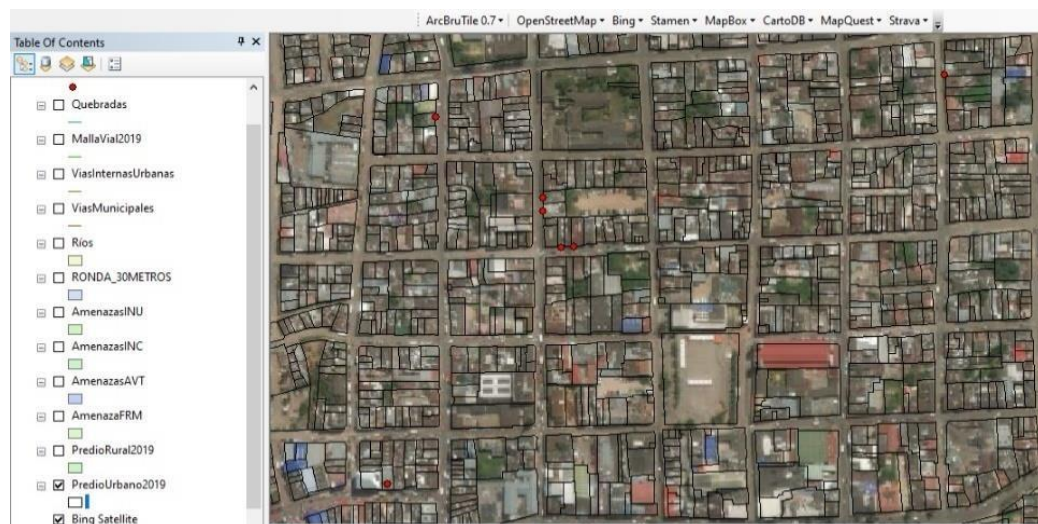 ArcBruTile 0.7 OpenStreetMap Bing Stamen MapBox CartoDB MapQuest Strava
Table Of Contents
Quebradas
MallaVial2019
ViasInternasUrbanas
ViasMunicipales
Ríos
RONDA_30METROS
AmenazasINU
AmenazasINC
AmenazasAVT
AmenazaFRM
PredioRural2019
PredioUrbano2019
Bing Satellite